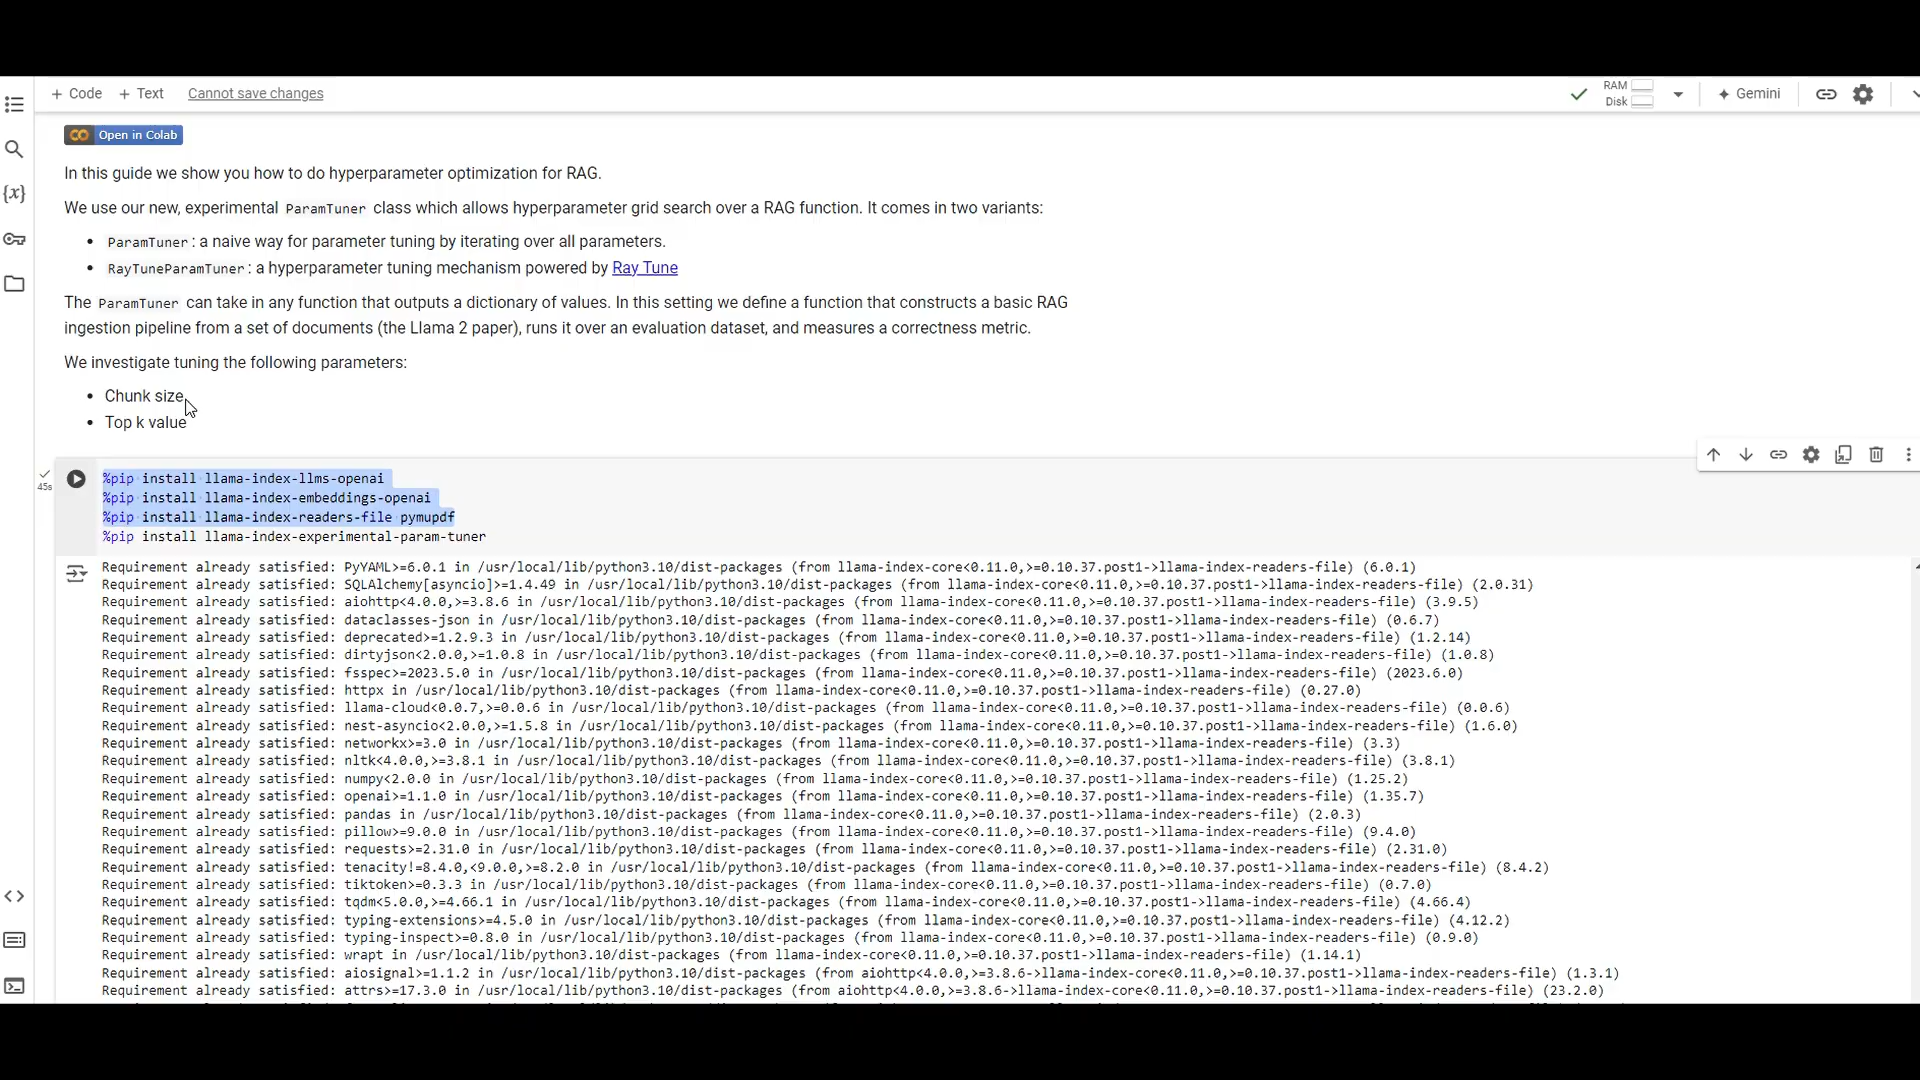 + Code + Text Cannot save changes
RAM
Disk
Gemini
Open in Colab
In this guide we show you how to do hyperparameter optimization for RAG.
We use our new, experimental ParamTuner class which allows hyperparameter grid search over a RAG function. It comes in two variants:
• ParamTuner: a naive way for parameter tuning by iterating over all parameters.
• RayTuneParamTuner: a hyperparameter tuning mechanism powered by Ray Tune
The ParamTuner can take in any function that outputs a dictionary of values. In this setting we define a function that constructs a basic RAG
ingestion pipeline from a set of documents (the Llama 2 paper), runs it over an evaluation dataset, and measures a correctness metric.
We investigate tuning the following parameters:
• Chunk size
• Top k value
45s
%pip install llama-index-llms-openai
%pip install llama-index-embeddings-openai
%pip install llama-index-readers-file pymupdf
%pip install llama-index-experimental-param-tuner
Requirement already satisfied: PyYAML>=6.0.1 in /usr/local/lib/python3.10/dist-packages (from llama-index-core<0.11.0,>=0.10.37.post1->llama-index-readers-file) (6.0.1)
Requirement already satisfied: SQLAlchemy[asyncio]>=1.4.49 in /usr/local/lib/python3.10/dist-packages (from llama-index-core<0.11.0,>=0.10.37.post1->llama-index-readers-file) (2.0.31)
Requirement already satisfied: aiohttp<4.0.0,>=3.8.6 in /usr/local/lib/python3.10/dist-packages (from llama-index-core<0.11.0,>=0.10.37.post1->llama-index-readers-file) (3.9.5)
Requirement already satisfied: dataclasses-json in /usr/local/lib/python3.10/dist-packages (from llama-index-core<0.11.0,>=0.10.37.post1->llama-index-readers-file) (0.6.7)
Requirement already satisfied: deprecated>=1.2.9.3 in /usr/local/lib/python3.10/dist-packages (from llama-index-core<0.11.0,>=0.10.37.post1->llama-index-readers-file) (1.2.14)
Requirement already satisfied: dirtyjson<2.0.0,>=1.0.8 in /usr/local/lib/python3.10/dist-packages (from llama-index-core<0.11.0,>=0.10.37.post1->llama-index-readers-file) (1.0.8)
Requirement already satisfied: fsspec>=2023.5.0 in /usr/local/lib/python3.10/dist-packages (from llama-index-core<0.11.0,>=0.10.37.post1->llama-index-readers-file) (2023.6.0)
Requirement already satisfied: httpx in /usr/local/lib/python3.10/dist-packages (from llama-index-core<0.11.0,>=0.10.37.post1->llama-index-readers-file) (0.27.0)
Requirement already satisfied: llama-cloud<0.0.7,>=0.0.6 in /usr/local/lib/python3.10/dist-packages (from llama-index-core<0.11.0,>=0.10.37.post1->llama-index-readers-file) (0.0.6)
Requirement already satisfied: nest-asyncio<2.0.0,>=1.5.8 in /usr/local/lib/python3.10/dist-packages (from llama-index-core<0.11.0,>=0.10.37.post1->llama-index-readers-file) (1.6.0)
Requirement already satisfied: networkx>=3.0 in /usr/local/lib/python3.10/dist-packages (from llama-index-core<0.11.0,>=0.10.37.post1->llama-index-readers-file) (3.3)
Requirement already satisfied: nltk<4.0.0,>=3.8.1 in /usr/local/lib/python3.10/dist-packages (from llama-index-core<0.11.0,>=0.10.37.post1->llama-index-readers-file) (3.8.1)
Requirement already satisfied: numpy<2.0.0 in /usr/local/lib/python3.10/dist-packages (from llama-index-core<0.11.0,>=0.10.37.post1->llama-index-readers-file) (1.25.2)
Requirement already satisfied: openai>=1.1.0 in /usr/local/lib/python3.10/dist-packages (from llama-index-core<0.11.0,>=0.10.37.post1->llama-index-readers-file) (1.35.7)
Requirement already satisfied: pandas in /usr/local/lib/python3.10/dist-packages (from llama-index-core<0.11.0,>=0.10.37.post1->llama-index-readers-file) (2.0.3)
Requirement already satisfied: pillow>=9.0.0 in /usr/local/lib/python3.10/dist-packages (from llama-index-core<0.11.0,>=0.10.37.post1->llama-index-readers-file) (9.4.0)
Requirement already satisfied: requests>=2.31.0 in /usr/local/lib/python3.10/dist-packages (from llama-index-core<0.11.0,>=0.10.37.post1->llama-index-readers-file) (2.31.0)
Requirement already satisfied: tenacity!=8.4.0,<9.0.0,>=8.2.0 in /usr/local/lib/python3.10/dist-packages (from llama-index-core<0.11.0,>=0.10.37.post1->llama-index-readers-file) (8.4.2)
Requirement already satisfied: tiktoken>=0.3.3 in /usr/local/lib/python3.10/dist-packages (from llama-index-core<0.11.0,>=0.10.37.post1->llama-index-readers-file) (0.7.0)
Requirement already satisfied: tqdm<5.0.0,>=4.66.1 in /usr/local/lib/python3.10/dist-packages (from llama-index-core<0.11.0,>=0.10.37.post1->llama-index-readers-file) (4.66.4)
Requirement already satisfied: typing-extensions>=4.5.0 in /usr/local/lib/python3.10/dist-packages (from llama-index-core<0.11.0,>=0.10.37.post1->llama-index-readers-file) (4.12.2)
Requirement already satisfied: typing-inspect>=0.8.0 in /usr/local/lib/python3.10/dist-packages (from llama-index-core<0.11.0,>=0.10.37.post1->llama-index-readers-file) (0.9.0)
Requirement already satisfied: wrapt in /usr/local/lib/python3.10/dist-packages (from llama-index-core<0.11.0,>=0.10.37.post1->llama-index-readers-file) (1.14.1)
Requirement already satisfied: aiosignal>=1.1.2 in /usr/local/lib/python3.10/dist-packages (from aiohttp<4.0.0,>=3.8.6->llama-index-core<0.11.0,>=0.10.37.post1->llama-index-readers-file) (1.3.1)
Requirement already satisfied: attrs>=17.3.0 in /usr/local/lib/python3.10/dist-packages (from aiohttp<4.0.0,>=3.8.6->llama-index-core<0.11.0,>=0.10.37.post1->llama-index-readers-file) (23.2.0)